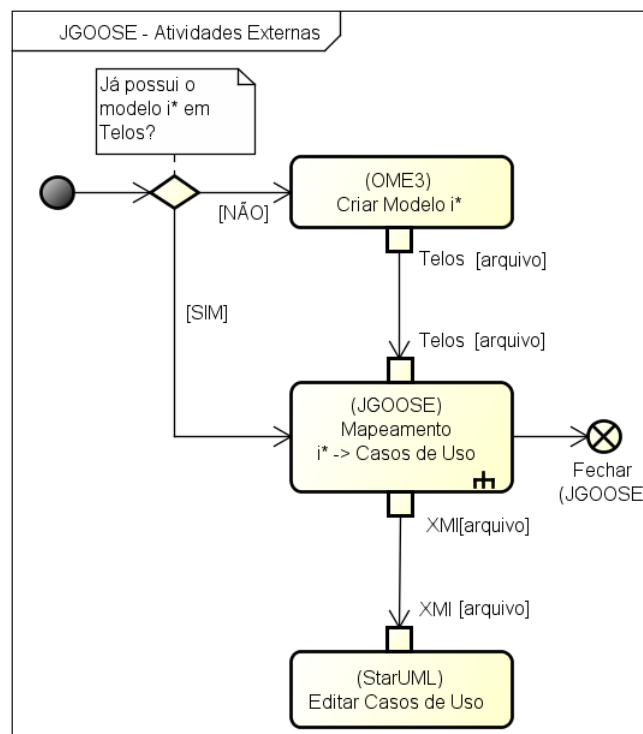 JGOOSE - Atividades Externas
Já possui o
modelo i* em
Telos?
(OME3)
Criar Modelo i*
[NÃO]
Telos [arquivo]
[SIM]
Telos [arquivo]
(JGOOSE)
Mapeamento
i* -> Casos de Uso
Fechar
(JGOOSE
XMI[arquivo]
XMI [arquivo]
(StarUML)
Editar Casos de Uso